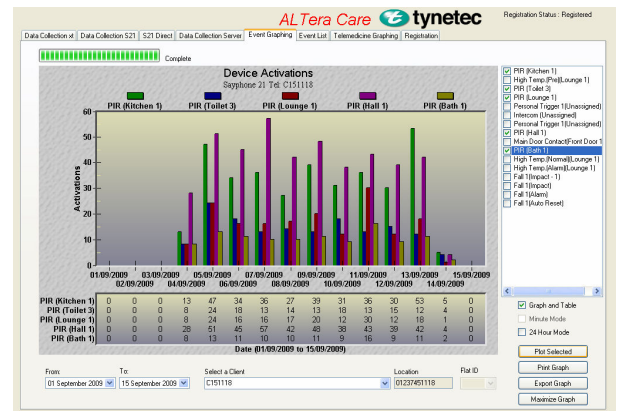 ALTera Care tynetec
Registration Status : Registered
Data Collection xt Data Collection S21 S21 Direct Data Collection Server Event Graphing Event List Telemedicine Graphing Registration
Complete
Device Activations
Sayphone 21 Tel: C151118
PIR (Kitchen 1) PIR (Toilet 3) PIR (Lounge 1) PIR (Hall 1) PIR (Bath 1)
Activations
60
50
40
30
20
10
0
01/09/2009 03/09/2009 05/09/2009 07/09/2009 09/09/2009 11/09/2009 13/09/2009 15/09/2009
02/09/2009 04/09/2009 06/09/2009 08/09/2009 10/09/2009 12/09/2009 14/09/2009
PIR (Kitchen 1) 0 0 0 13 47 34 36 27 39 31 36 30 53 5 0
PIR (Toilet 3) 0 0 0 8 24 18 13 14 13 18 13 15 12 4 0
PIR (Lounge 1) 0 0 0 8 24 16 16 17 20 12 30 12 18 1 0
PIR (Hall 1) 0 0 0 28 51 45 57 42 48 38 43 39 42 4 0
PIR (Bath 1) 0 0 0 8 13 11 10 10 11 9 16 9 11 2 0
Date (01/09/2009 to 15/09/2009)
PIR (Kitchen 1)
High Temp.(Pre)(Lounge 1)
PIR (Toilet 3)
PIR (Lounge 1)
Personal Trigger 1(Unassigned)
Intercom (Unassigned)
Personal Trigger 1(Unassigned)
PIR (Hall 1)
Main Door Contact(Front Door 1
PIR (Bath 1)
High Temp.(Normal)(Lounge 1)
High Temp.(Alarm)(Lounge 1)
Fall 1(Impact - 1)
Fall 1(Impact)
Fall 1(Alarm)
Fall 1(Auto Reset)
Graph and Table
Minute Mode
24 Hour Mode
Plot Selected
Print Graph
Export Graph
Maximize Graph
From: To: Select a Client Location Flat ID
01 September 2009 15 September 2009 C151118 01237451118